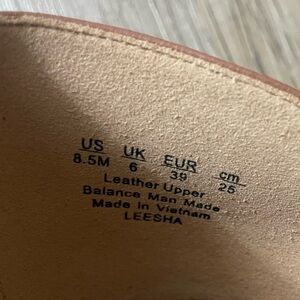 US UK EUR cm
8.5M 6 39 25
Leather Upper
Balance Man Made
Made in Vietnam
LEESHA